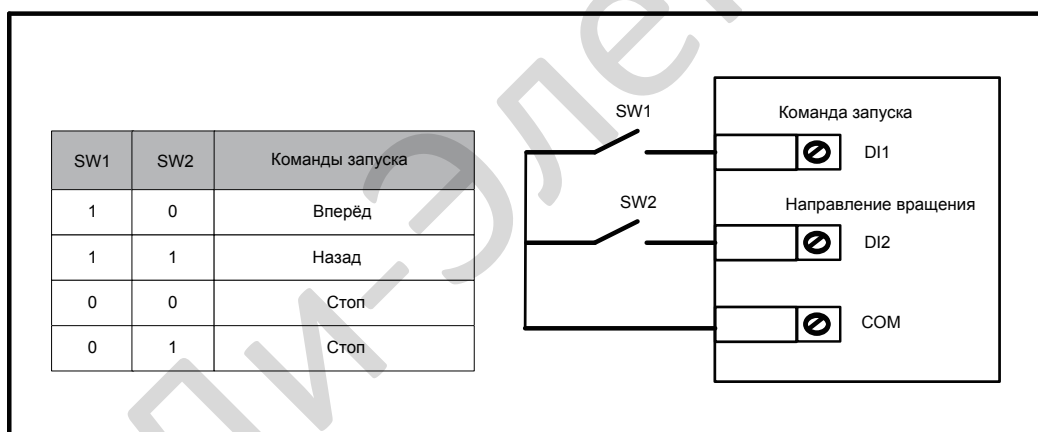 SW1 SW2 Команды запуска
1 0 Вперёд
1 1 Назад
0 0 Стоп
0 1 Стоп
SW1
Команда запуска
DI1
SW2
Направление вращения
DI2
COM